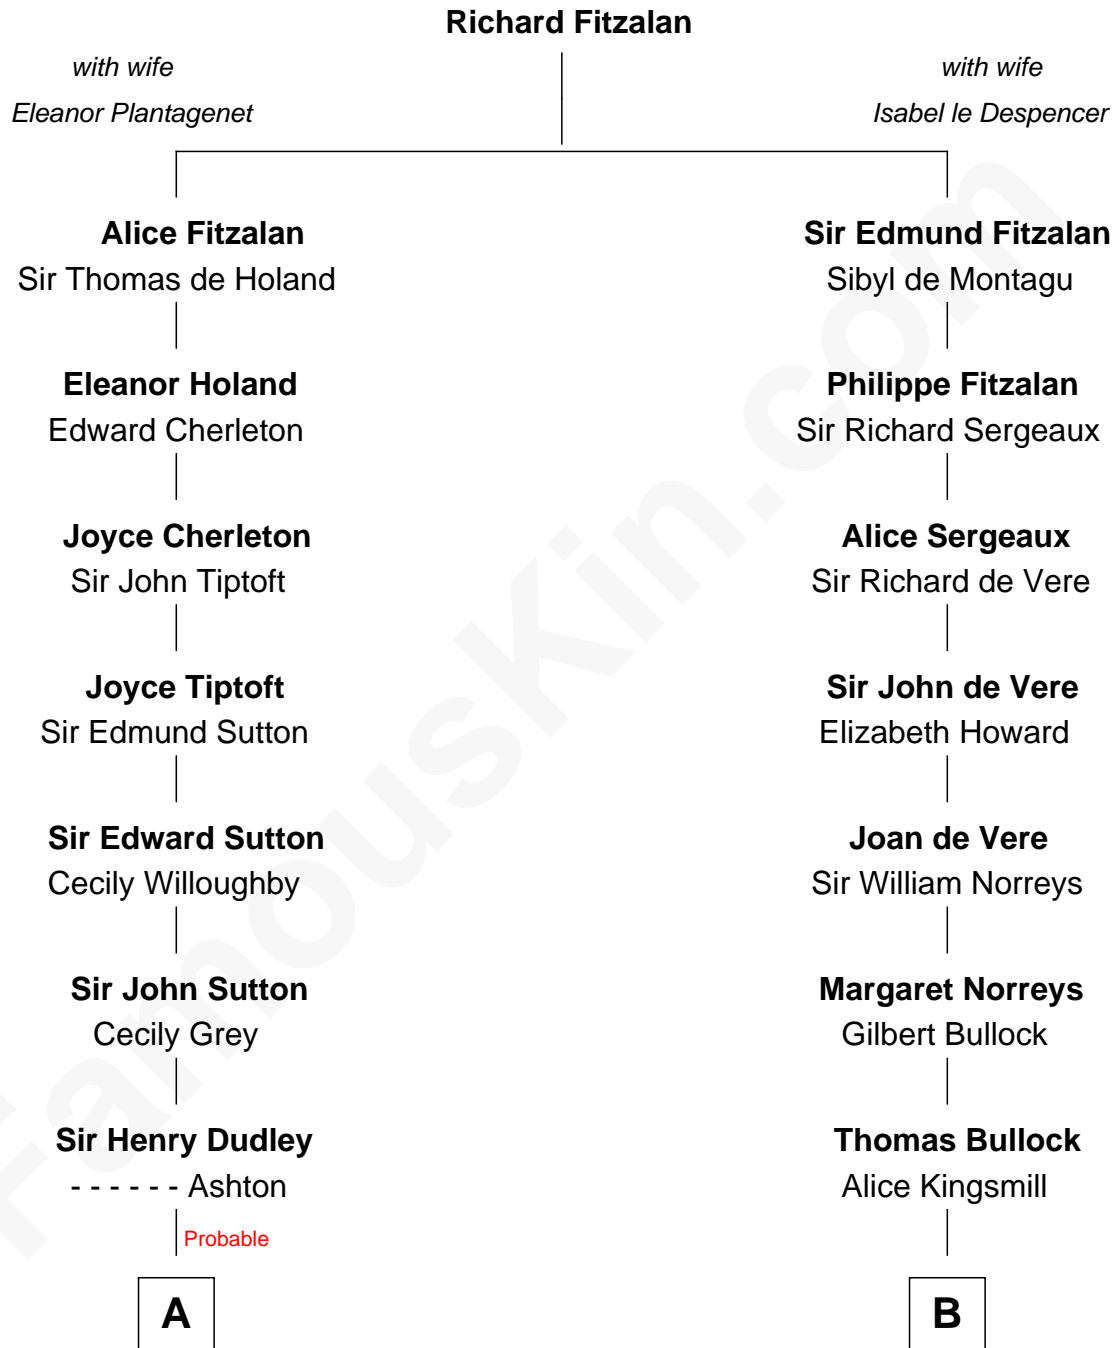 Richard Fitzalan
with wife
Eleanor Plantagenet
with wife
Isabel le Despencer
Alice Fitzalan
Sir Thomas de Holand
Eleanor Holand
Edward Cherleton
Joyce Cherleton
Sir John Tiptoft
Joyce Tiptoft
Sir Edmund Sutton
Sir Edward Sutton
Cecily Willoughby
Sir John Sutton
Cecily Grey
Sir Henry Dudley
- - - - - - Ashton
Probable
A
Sir Edmund Fitzalan
Sibyl de Montagu
Philippe Fitzalan
Sir Richard Sergeaux
Alice Sergeaux
Sir Richard de Vere
Sir John de Vere
Elizabeth Howard
Joan de Vere
Sir William Norreys
Margaret Norreys
Gilbert Bullock
Thomas Bullock
Alice Kingsmill
B
FamousKin.com